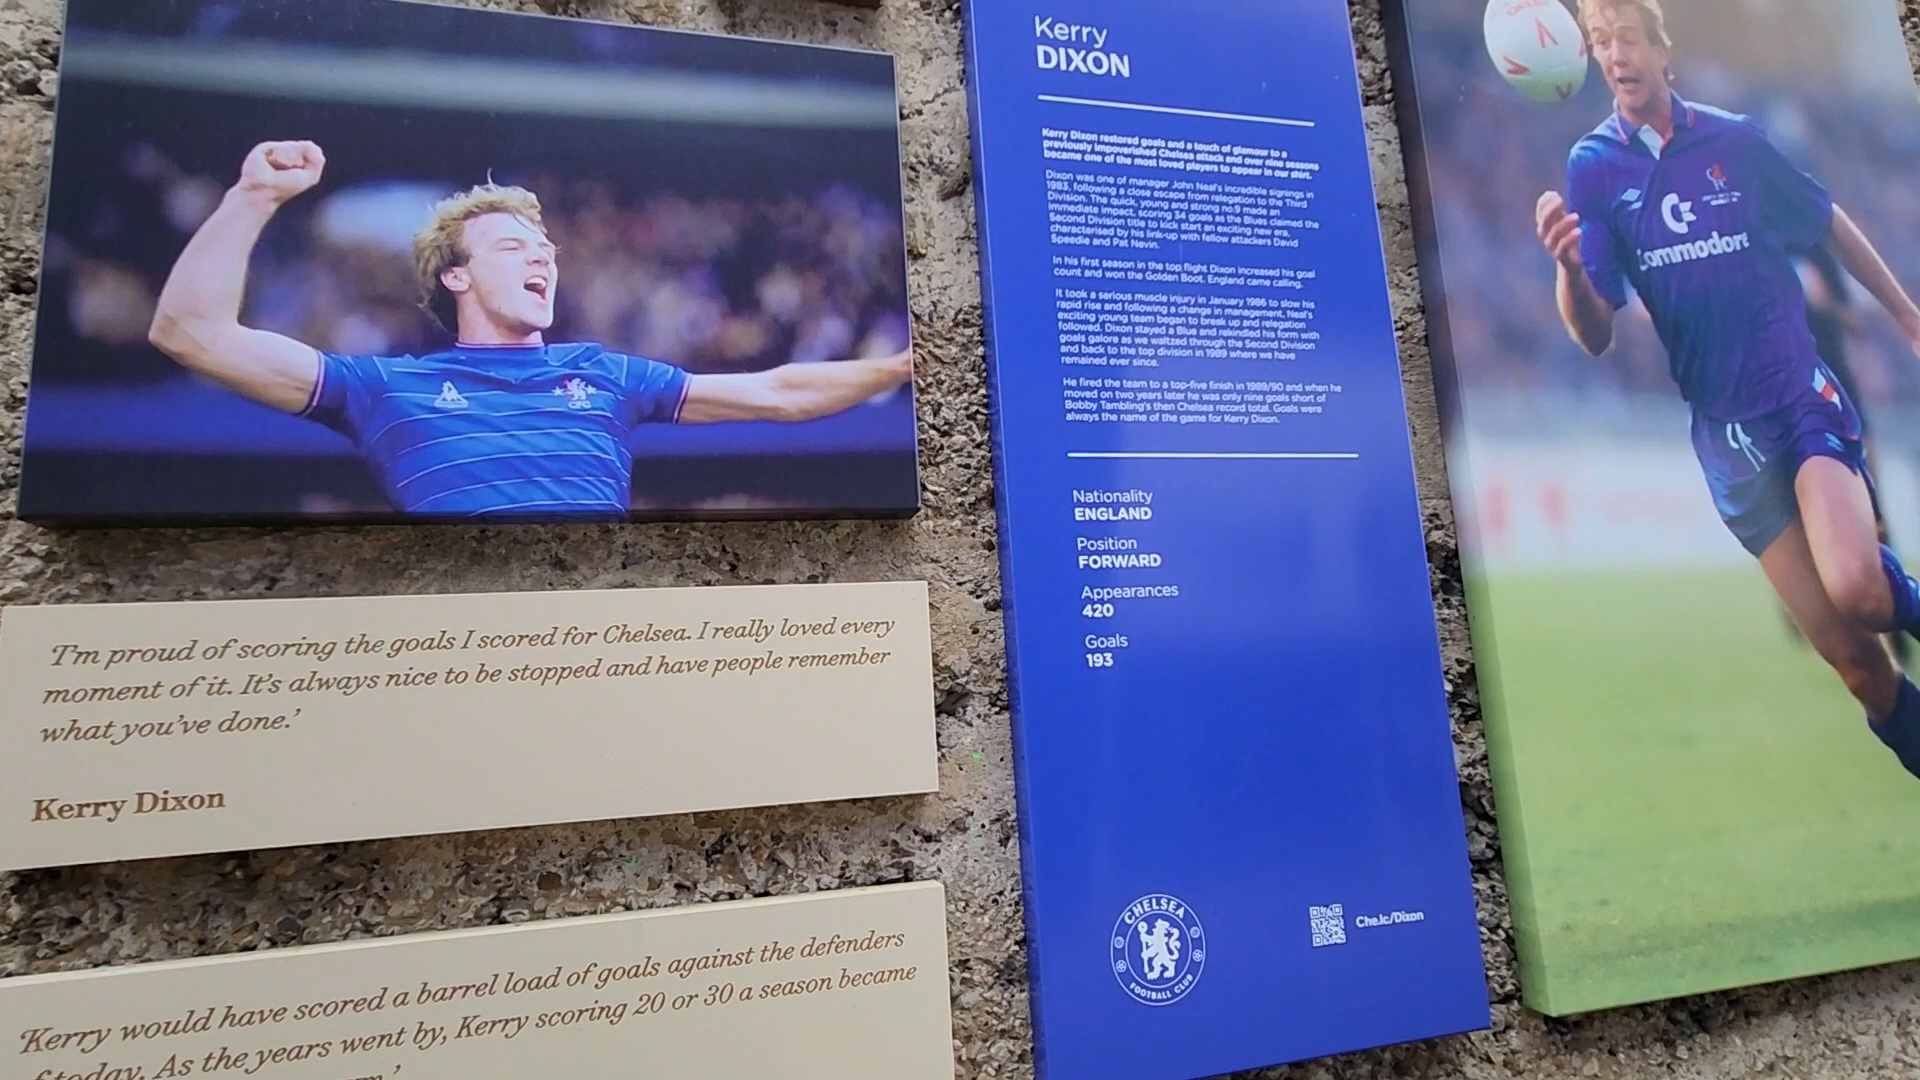 CFC
'I'm proud of scoring the goals I scored for Chelsea. I really loved every
moment of it. It's always nice to be stopped and have people remember
what you've done.'
Kerry Dixon
'Kerry would have scored a barrel load of goals against the defenders
of today. As the years went by, Kerry scoring 20 or 30 a season became
Kerry
DIXON
Kerry Dixon restored goals and a touch of glamour to a
previously impoverished Chelsea attack and over nine seasons
became one of the most loved players to appear in our shirt.
Dixon was one of manager John Neal's incredible signings in
1983, following a close escape from relegation to the Third
Division. The quick, young and strong no.9 made an
immediate impact, scoring 34 goals as the Blues claimed the
Second Division title to kick start an exciting new era,
characterised by his link-up with fellow attackers David
Speedie and Pat Nevin.
In his first season in the top flight Dixon increased his goal
count and won the Golden Boot. England came calling.
It took a serious muscle injury in January 1986 to slow his
rapid rise and following a change in management, Neal's
exciting young team began to break up and relegation
followed. Dixon stayed a Blue and rekindled his form with
goals galore as we waltzed through the Second Division
and back to the top division in 1989 where we have
remained ever since.
He fired the team to a top-five finish in 1989/90 and when he
moved on two years later he was only nine goals short of
Bobby Tambling's then Chelsea record total. Goals were
always the name of the game for Kerry Dixon.
Nationality
ENGLAND
Position
FORWARD
Appearances
420
Goals
193
CHELSEA
FOOTBALL CLUB
Che.lc/Dixon
Commodore